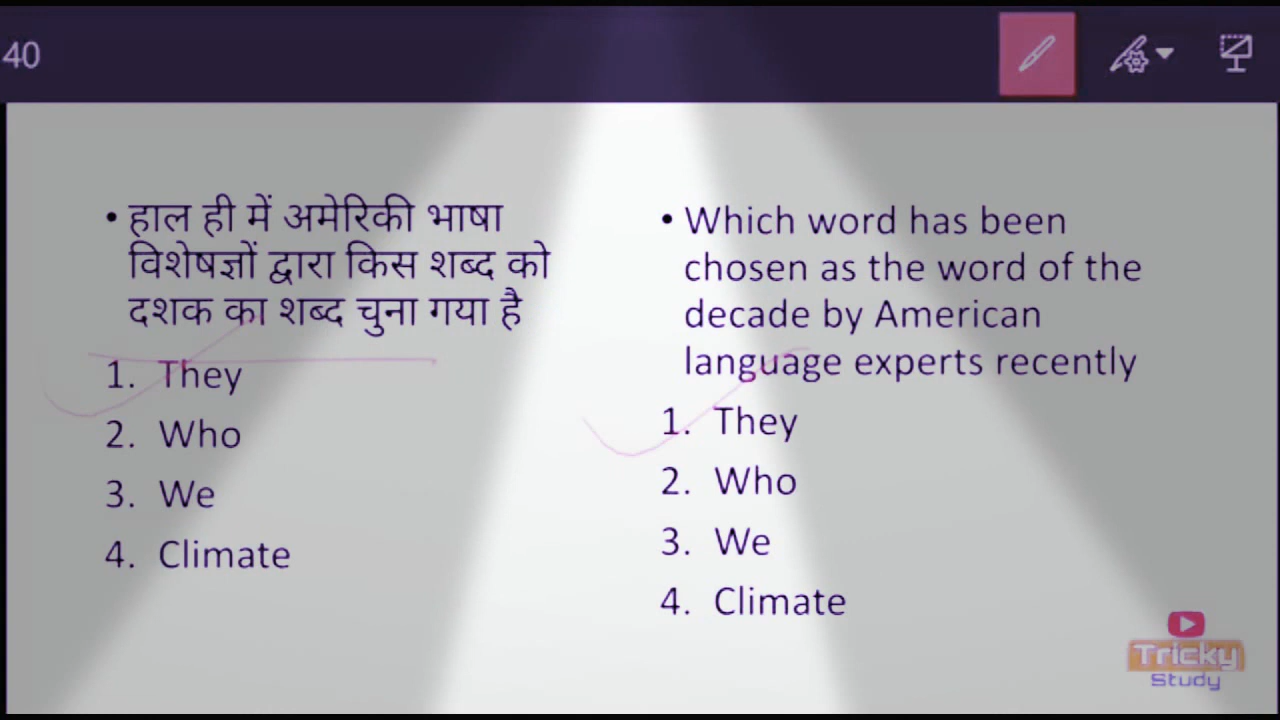 40
• हाल ही में अमेरिकी भाषा
विशेषज्ञों द्वारा किस शब्द को
दशक का शब्द चुना गया है
1. They
2. Who
3. We
4. Climate
• Which word has been
chosen as the word of the
decade by American
language experts recently
1. They
2. Who
3. We
4. Climate
Tricky
Study